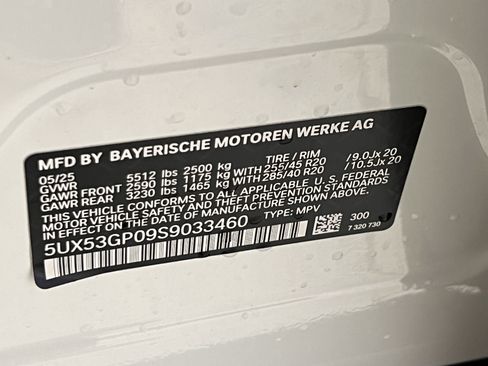 MFD BY BAYERISCHE MOTOREN WERKE AG
05/25 5512 lbs 2500 kg TIRE / RIM
GVWR
GAWR FRONT 2590 lbs 1175 kg WITH 255/45 R20 /9.0Jx 20
GAWR REAR 3230 lbs 1465 kg WITH 285/40 R20 /10.5Jx 20
THIS VEHICLE CONFORMS TO ALL APPLICABLE FEDERAL
MOTOR VEHICLE SAFETY AND THEFT PREVENTION STANDARDS
IN EFFECT ON THE DATE OF MANUFACTURE SHOWN ABOVE.
5UX53GP09S9033460 TYPE: MPV
300
7 320 730